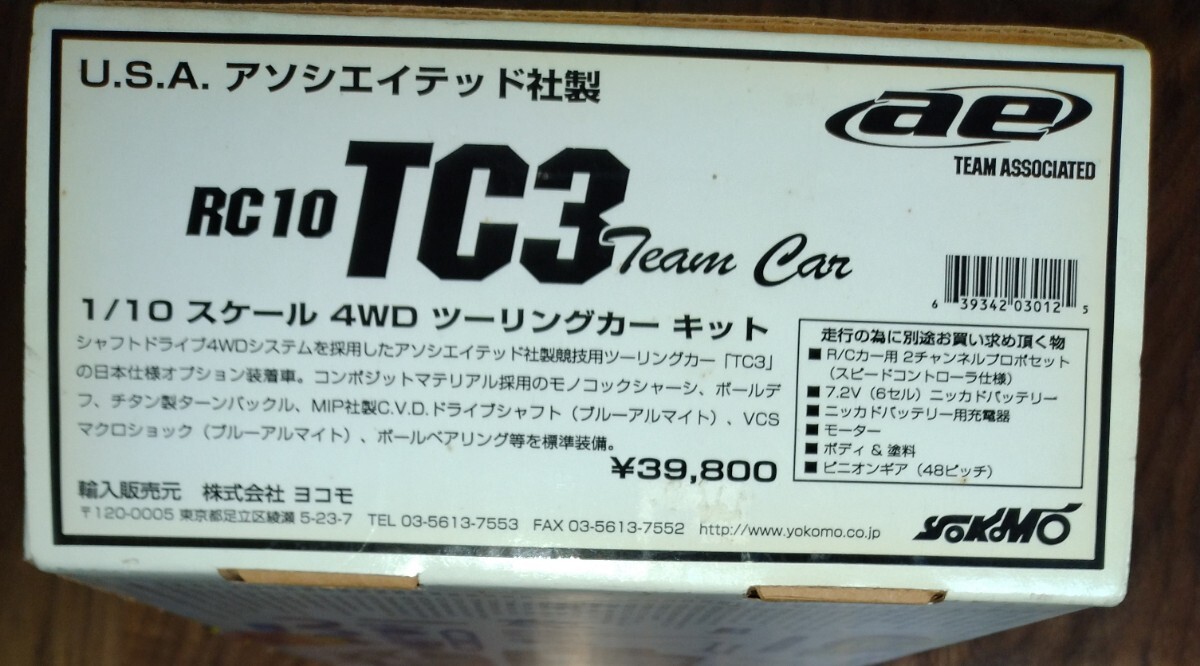 U.S.A. アソシエイテッド社製
ae
TEAM ASSOCIATED
RC10 TC3 Team Car
6 39342 03012 5
1/10 スケール 4WD ツーリングカー キット
シャフトドライブ4WDシステムを採用したアソシエイテッド社製競技用ツーリングカー「TC3」
の日本仕様オプション装着車。コンポジットマテリアル採用のモノコックシャーシ、ボールデ
フ、チタン製ターンバックル、MIP社製C.V.D.ドライブシャフト（ブルーアルマイト）、VCS
マクロショック（ブルーアルマイト）、ボールベアリング等を標準装備。
¥39,800
走行の為に別途お買い求め頂く物
■ R/Cカー用 2チャンネルプロポセット
（スピードコントローラ仕様）
■ 7.2V（6セル）ニッカドバッテリー
■ ニッカドバッテリー用充電器
■ モーター
■ ボディ & 塗料
■ ピニオンギア（48ピッチ）
輸入販売元 株式会社 ヨコモ
〒120-0005 東京都足立区綾瀬 5-23-7 TEL 03-5613-7553 FAX 03-5613-7552 http://www.yokomo.co.jp
YOKOMO